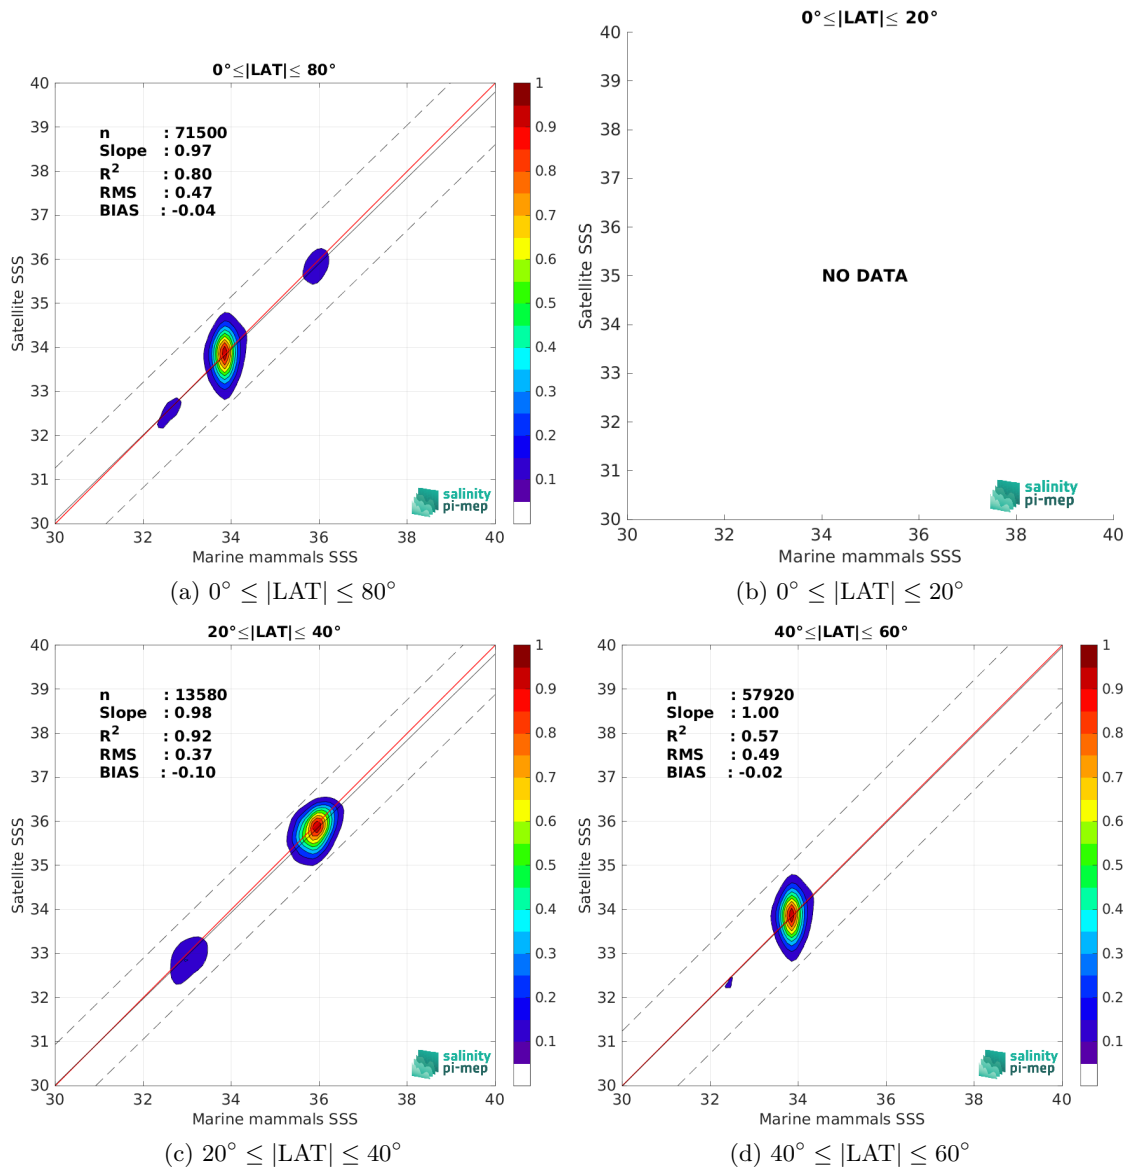 0°≤|LAT|≤ 80°
40
39
38
37
36
35
34
33
32
31
30
Satellite SSS
n : 71500
Slope : 0.97
R² : 0.80
RMS : 0.47
BIAS : -0.04
salinity
pi-mep
30 32 34 36 38 40
Marine mammals SSS
1
0.9
0.8
0.7
0.6
0.5
0.4
0.3
0.2
0.1
(a) 0° ≤ |LAT| ≤ 80°
0°≤|LAT|≤ 20°
40
39
38
37
36
35
34
33
32
31
30
Satellite SSS
NO DATA
salinity
pi-mep
30 32 34 36 38 40
Marine mammals SSS
(b) 0° ≤ |LAT| ≤ 20°
20°≤|LAT|≤ 40°
40
39
38
37
36
35
34
33
32
31
30
Satellite SSS
n : 13580
Slope : 0.98
R² : 0.92
RMS : 0.37
BIAS : -0.10
salinity
pi-mep
30 32 34 36 38 40
Marine mammals SSS
1
0.9
0.8
0.7
0.6
0.5
0.4
0.3
0.2
0.1
(c) 20° ≤ |LAT| ≤ 40°
40°≤|LAT|≤ 60°
40
39
38
37
36
35
34
33
32
31
30
Satellite SSS
n : 57920
Slope : 1.00
R² : 0.57
RMS : 0.49
BIAS : -0.02
salinity
pi-mep
30 32 34 36 38 40
Marine mammals SSS
1
0.9
0.8
0.7
0.6
0.5
0.4
0.3
0.2
0.1
(d) 40° ≤ |LAT| ≤ 60°